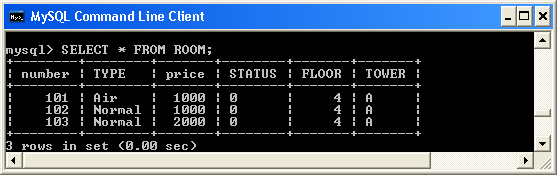 MySQL Command Line Client
mysql> SELECT * FROM ROOM;
+--------+--------+-------+--------+-------+-------+
| number | TYPE   | price | STATUS | FLOOR | TOWER |
+--------+--------+-------+--------+-------+-------+
|    101 | Air    |  1000 | 0      |     4 | A     |
|    102 | Normal |  1000 | 0      |     4 | A     |
|    103 | Normal |  2000 | 0      |     4 | A     |
+--------+--------+-------+--------+-------+-------+
3 rows in set (0.00 sec)